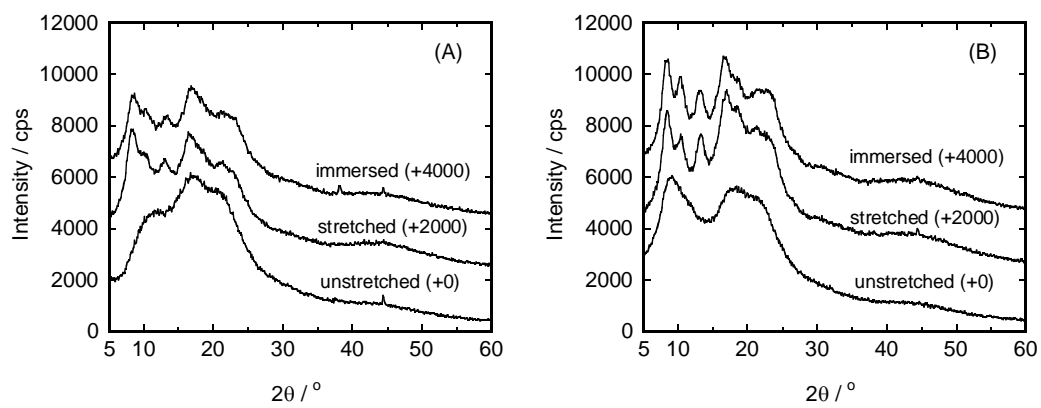 12000
10000
8000
6000
4000
2000
0
Intensity / cps
(A)
immersed (+4000)
stretched (+2000)
unstretched (+0)
5 10 20 30 40 50 60
2θ / °
12000
10000
8000
6000
4000
2000
0
Intensity / cps
(B)
immersed (+4000)
stretched (+2000)
unstretched (+0)
5 10 20 30 40 50 60
2θ / °